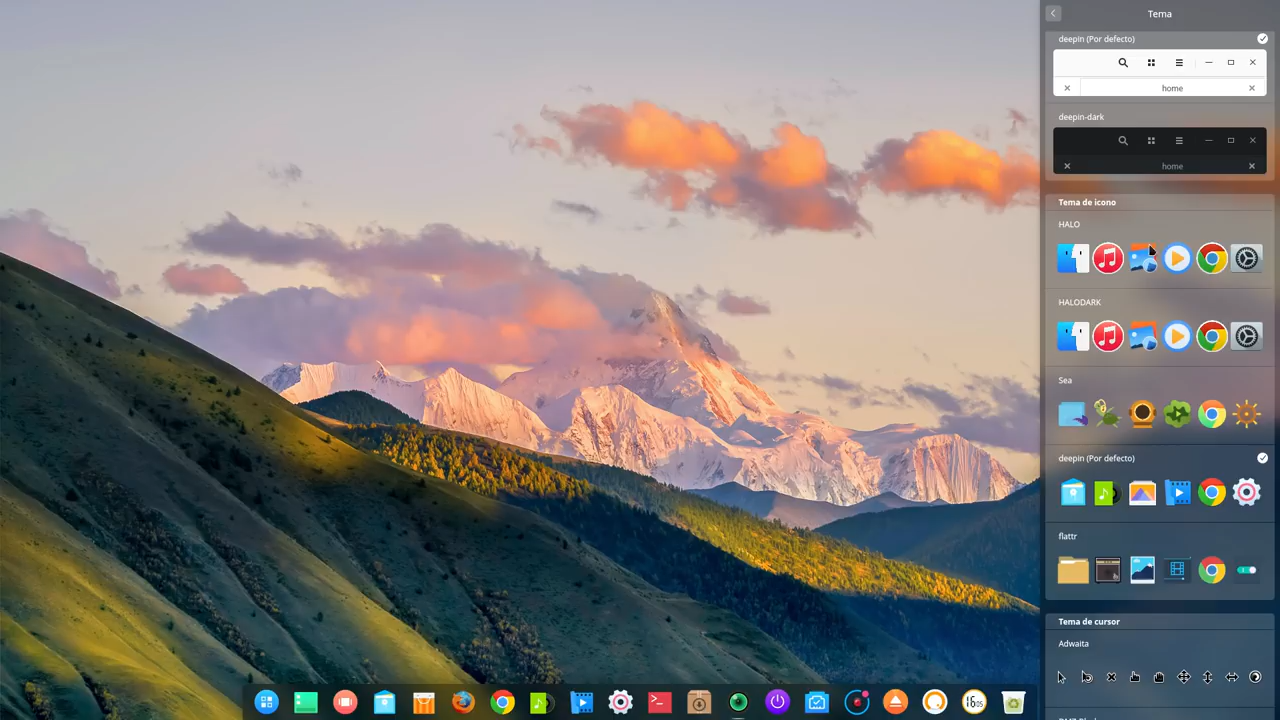 Tema
deepin (Por defecto)
home
deepin-dark
home
Tema de icono
HALO
HALODARK
Sea
deepin (Por defecto)
flattr
Tema de cursor
Adwaita